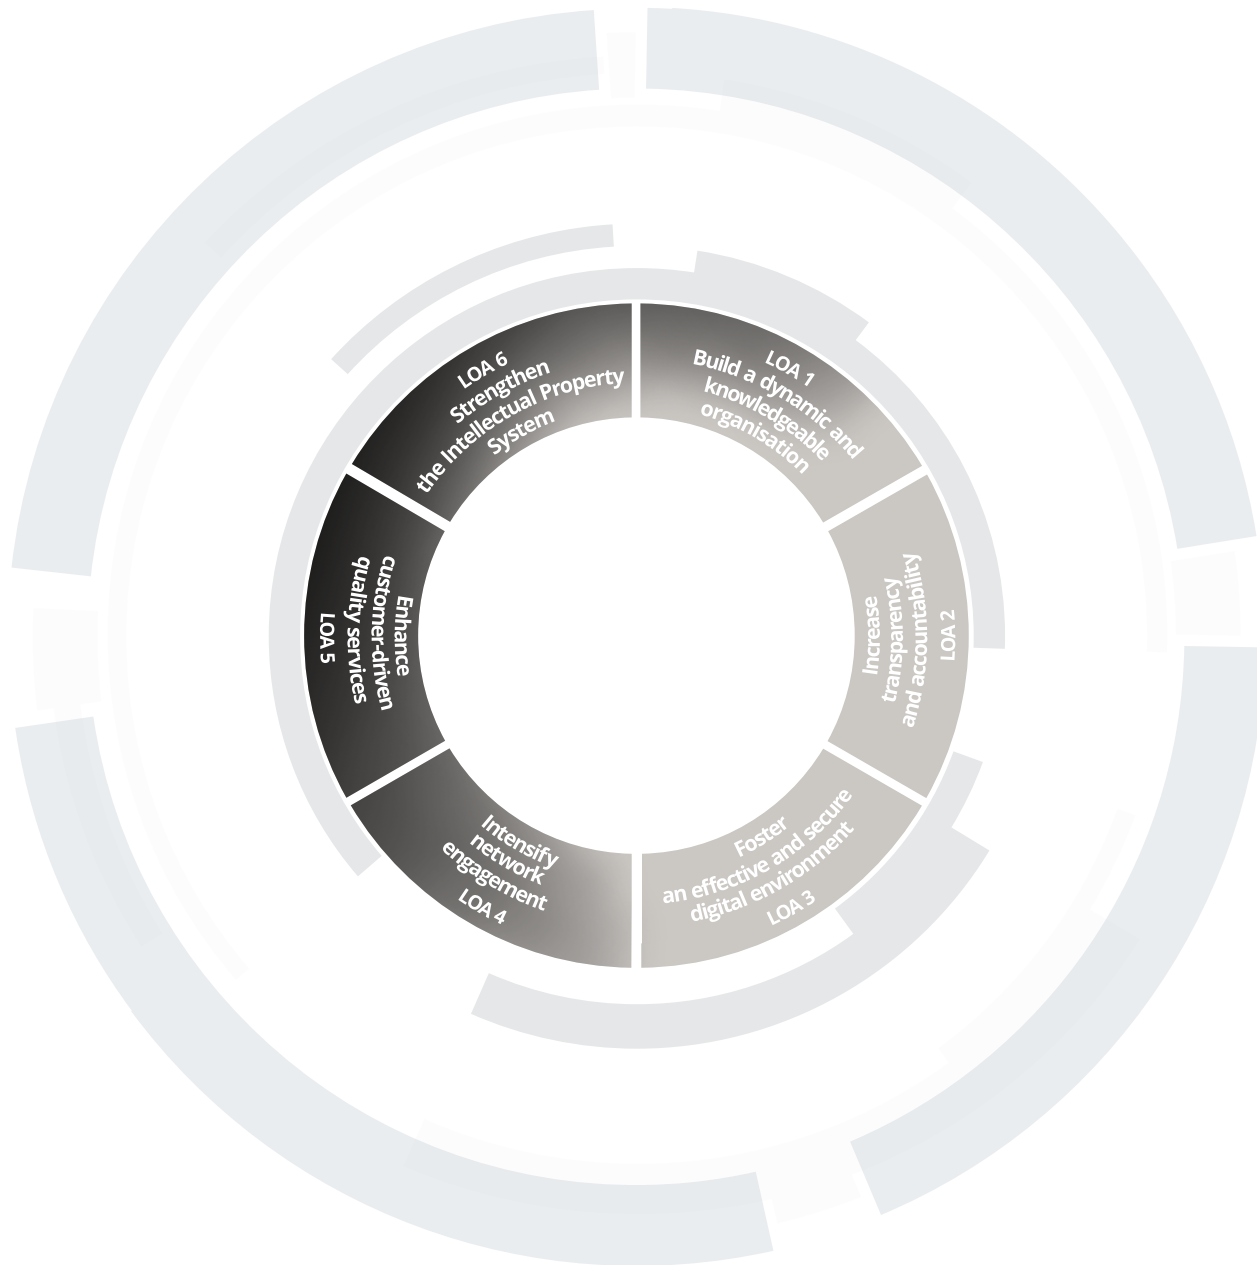 LOA 1
Build a dynamic and
knowledgeable
organisation
Increase
transparency
and accountability
LOA 2
Foster
an effective and secure
digital environment
LOA 3
Intensify
network
engagement
LOA 4
Enhance
customer-driven
quality services
LOA 5
LOA 6
Strengthen
the Intellectual Property
System